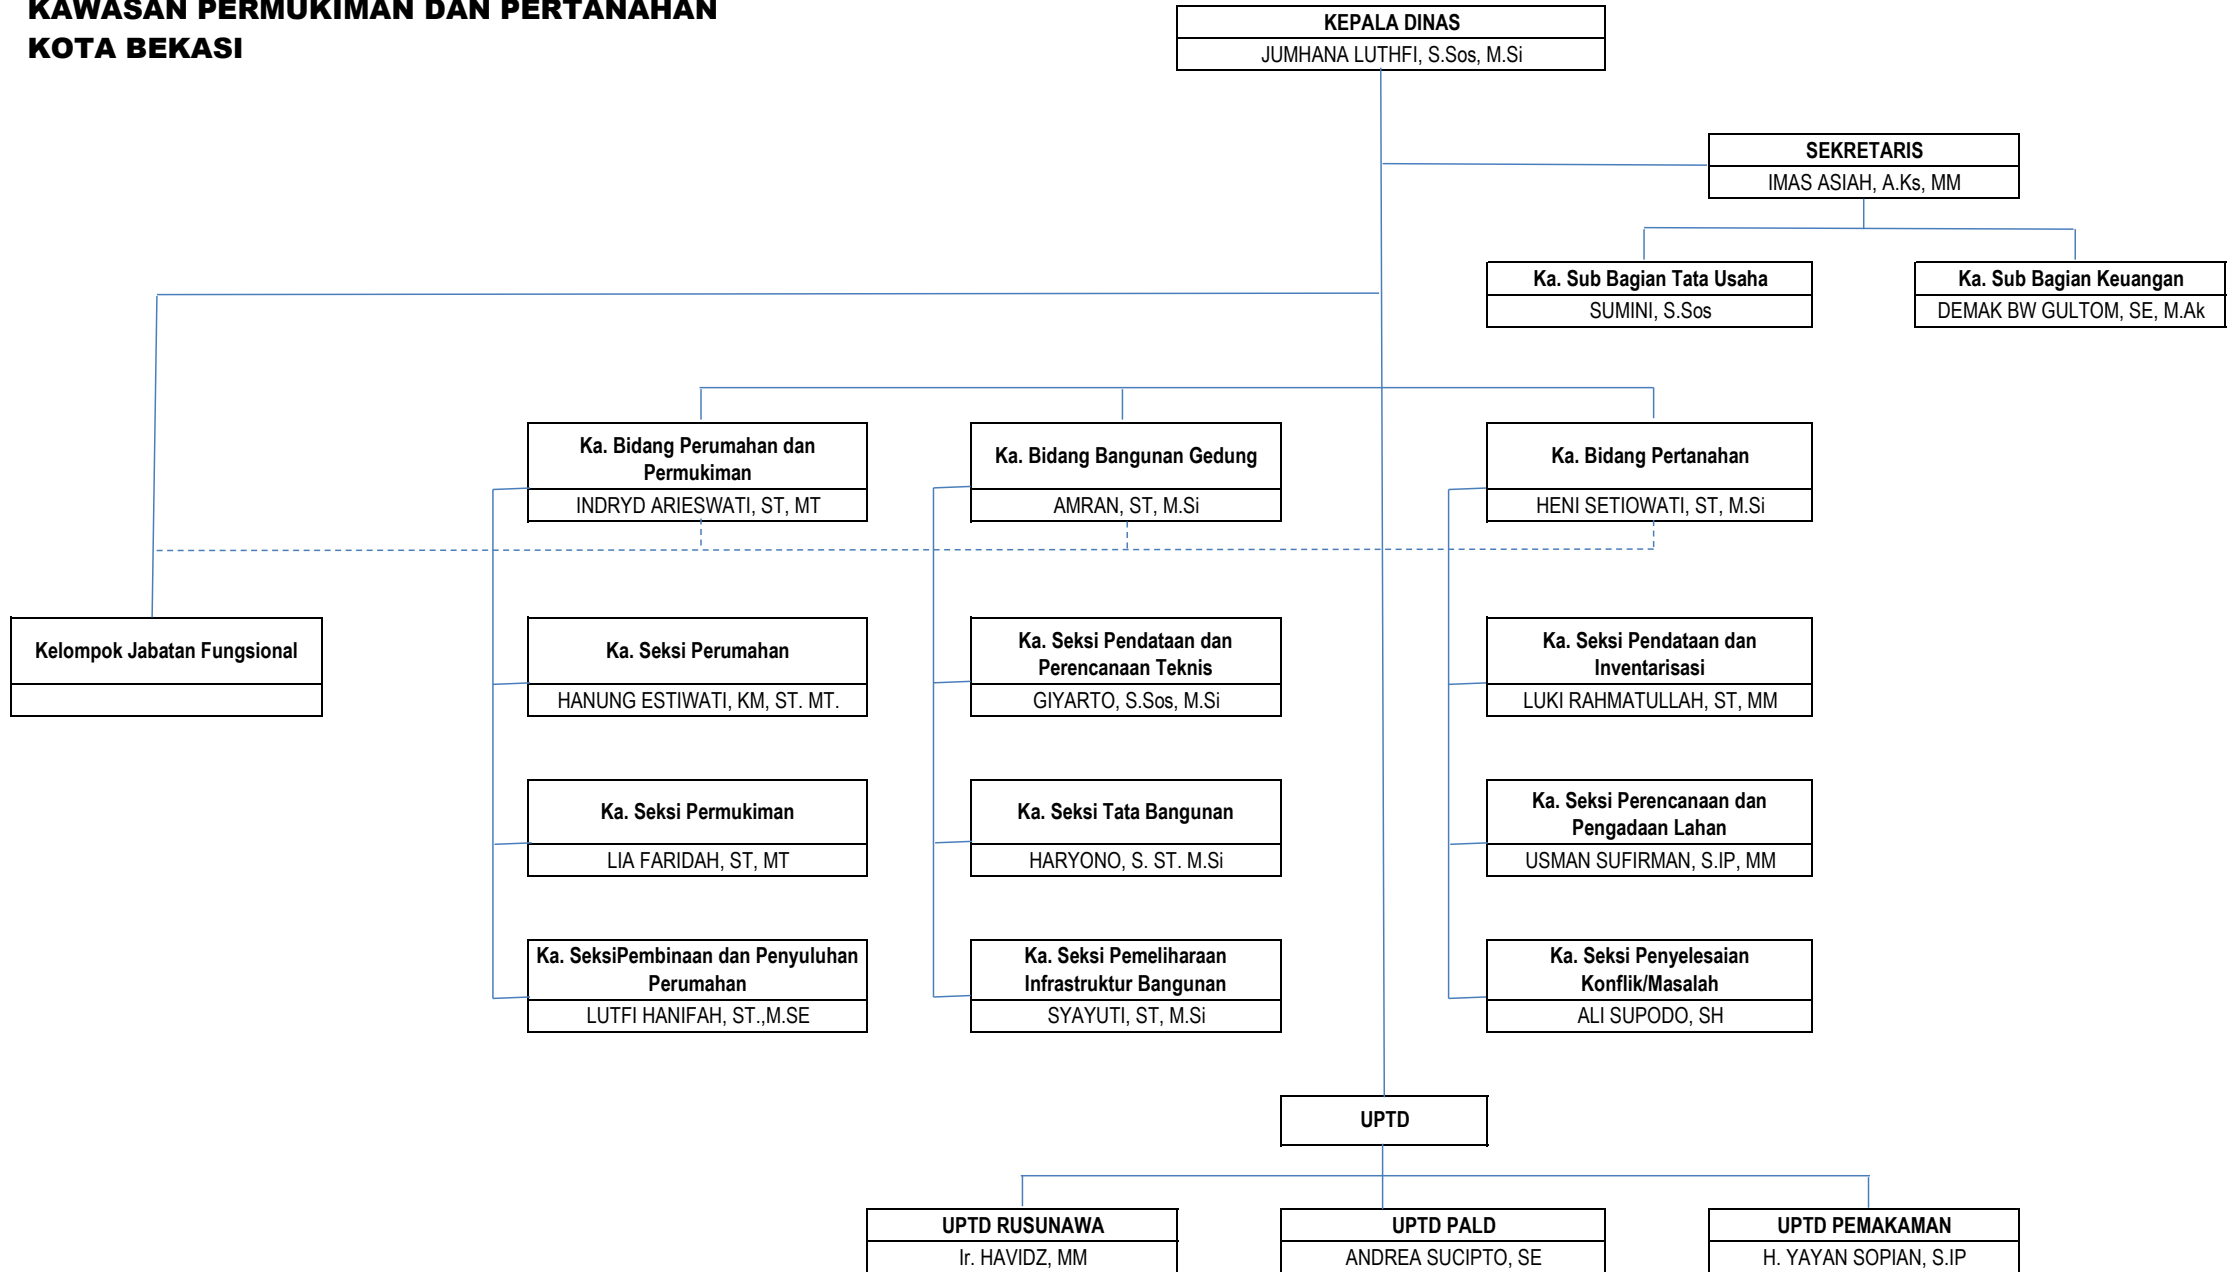 KAWASAN PERMUKIMAN DAN PERTANAHAN
KOTA BEKASI
KEPALA DINAS
JUMHANA LUTHFI, S.Sos, M.Si
SEKRETARIS
IMAS ASIAH, A.Ks, MM
Ka. Sub Bagian Tata Usaha
SUMINI, S.Sos
Ka. Sub Bagian Keuangan
DEMAK BW GULTOM, SE, M.Ak
Ka. Bidang Perumahan dan
Permukiman
INDRYD ARIESWATI, ST, MT
Ka. Bidang Bangunan Gedung
AMRAN, ST, M.Si
Ka. Bidang Pertanahan
HENI SETIOWATI, ST, M.Si
Kelompok Jabatan Fungsional
Ka. Seksi Perumahan
HANUNG ESTIWATI, KM, ST. MT.
Ka. Seksi Pendataan dan
Perencanaan Teknis
GIYARTO, S.Sos, M.Si
Ka. Seksi Pendataan dan
Inventarisasi
LUKI RAHMATULLAH, ST, MM
Ka. Seksi Permukiman
LIA FARIDAH, ST, MT
Ka. Seksi Tata Bangunan
HARYONO, S. ST. M.Si
Ka. Seksi Perencanaan dan
Pengadaan Lahan
USMAN SUFIRMAN, S.IP, MM
Ka. SeksiPembinaan dan Penyuluhan
Perumahan
LUTFI HANIFAH, ST.,M.SE
Ka. Seksi Pemeliharaan
Infrastruktur Bangunan
SYAYUTI, ST, M.Si
Ka. Seksi Penyelesaian
Konflik/Masalah
ALI SUPODO, SH
UPTD
UPTD RUSUNAWA
Ir. HAVIDZ, MM
UPTD PALD
ANDREA SUCIPTO, SE
UPTD PEMAKAMAN
H. YAYAN SOPIAN, S.IP